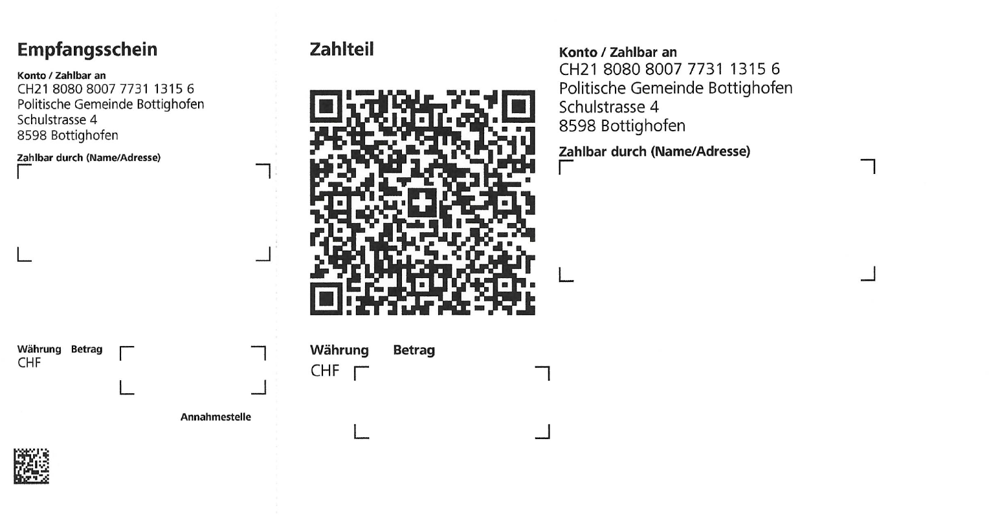 Empfangsschein
Konto / Zahlbar an
CH21 8080 8007 7731 1315 6
Politische Gemeinde Bottighofen
Schulstrasse 4
8598 Bottighofen
Zahlbar durch (Name/Adresse)
Währung Betrag
CHF
Annahmestelle
Zahlteil
Währung Betrag
CHF
Konto / Zahlbar an
CH21 8080 8007 7731 1315 6
Politische Gemeinde Bottighofen
Schulstrasse 4
8598 Bottighofen
Zahlbar durch (Name/Adresse)